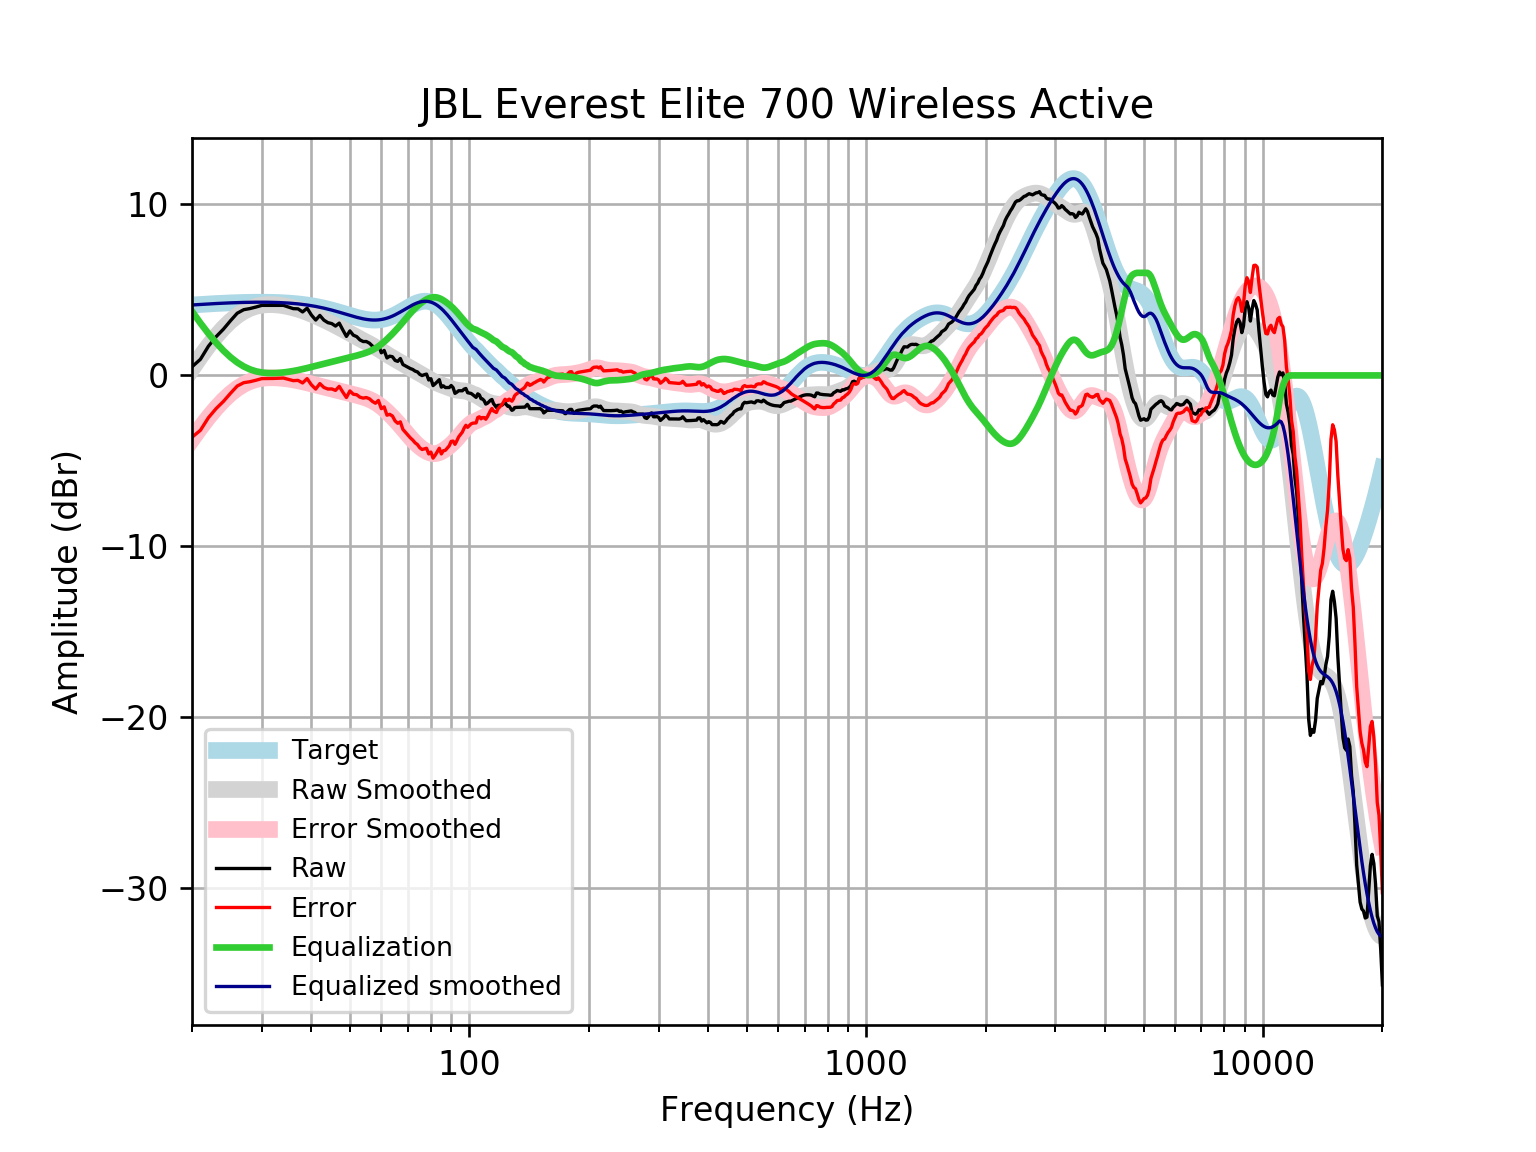 JBL Everest Elite 700 Wireless Active
Amplitude (dBr)
10
0
−10
−20
−30
Target
Raw Smoothed
Error Smoothed
Raw
Error
Equalization
Equalized smoothed
100
1000
10000
Frequency (Hz)